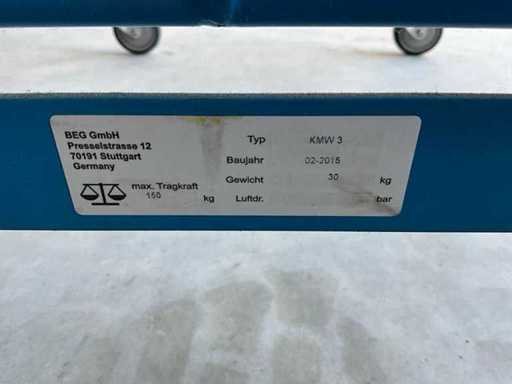 BEG GmbH
Presselstrasse 12
70191 Stuttgart
Germany
max. Tragkraft
150 kg
Typ KMW 3
Baujahr 02-2015
Gewicht 30 kg
Luftdr. bar